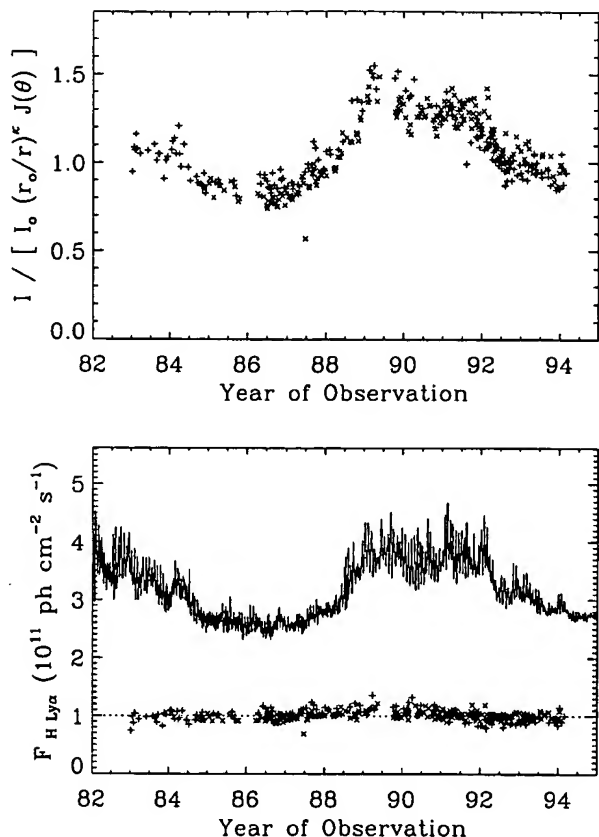 I / [ I₀ (r₀/r)^α J(θ) ]
1.5
1.0
0.5
0.0
82 84 86 88 90 92 94
Year of Observation
F H Lyα (10¹¹ ph cm⁻² s⁻¹)
5
4
3
2
1
0
82 84 86 88 90 92 94
Year of Observation